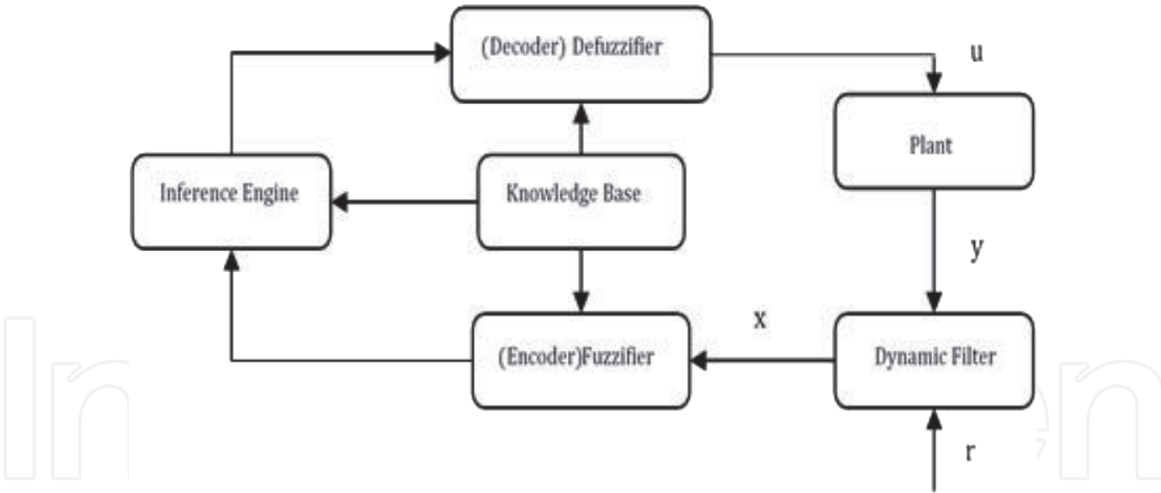 (Decoder) Defuzzifier
u
Plant
Inference Engine
Knowledge Base
y
x
(Encoder)Fuzzifier
Dynamic Filter
r